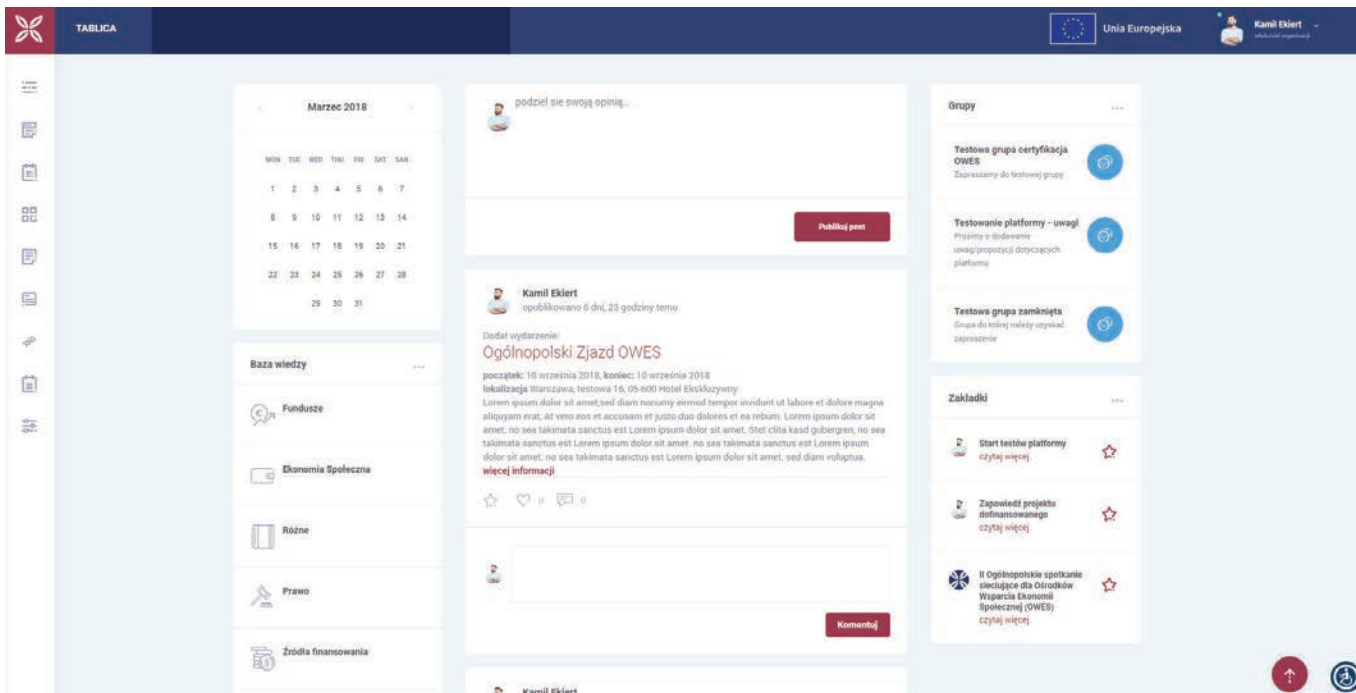 TABLICA
Unia Europejska
Kamil Ekiert
właściciel organizacji
Marzec 2018
MON TUE WED THU FRI SAT SAN
1 2 3 4 5 6 7
8 9 10 11 12 13 14
15 16 17 18 19 20 21
22 23 24 25 26 27 28
29 30 31
Baza wiedzy
Fundusze
Ekonomia Społeczna
Różne
Prawo
Źródła finansowania
podziel sie swoją opinią...
Publikuj post
Kamil Ekiert
opublikowano 6 dni, 23 godziny temu
Dodał wydarzenie:
Ogólnopolski Zjazd OWES
początek: 10 września 2018, koniec: 10 września 2018
lokalizacja Warszawa, testowa 16, 05-600 Hotel Ekskluzywny
Lorem ipsum dolor sit amet,sed diam nonumy eirmod tempor invidunt ut labore et dolore magna
aliquyam erat, At vero eos et accusam et justo duo dolores et ea rebum. Lorem ipsum dolor sit
amet, no sea takimata sanctus est Lorem ipsum dolor sit amet. Stet clita kasd gubergren, no sea
takimata sanctus est Lorem ipsum dolor sit amet. no sea takimata sanctus est Lorem ipsum
dolor sit amet. no sea takimata sanctus est Lorem ipsum dolor sit amet. sed diam voluptua.
więcej informacji
0 0
Komentuj
Kamil Ekiert
Grupy
Testowa grupa certyfikacja
OWES
Zapraszamy do testowej grupy
Testowanie platformy - uwagi
Prosimy o dodawanie
uwag/propozycji dotyczących
platformy
Testowa grupa zamknięta
Grupa do której należy uzyskać
zaproszenie
Zakładki
Start testów platformy
czytaj więcej.
Zapowiedź projektu
dofinansowanego
czytaj więcej.
II Ogólnopolskie spotkanie
sieciujące dla Ośrodków
Wsparcia Ekonomii
Społecznej (OWES)
czytaj więcej.